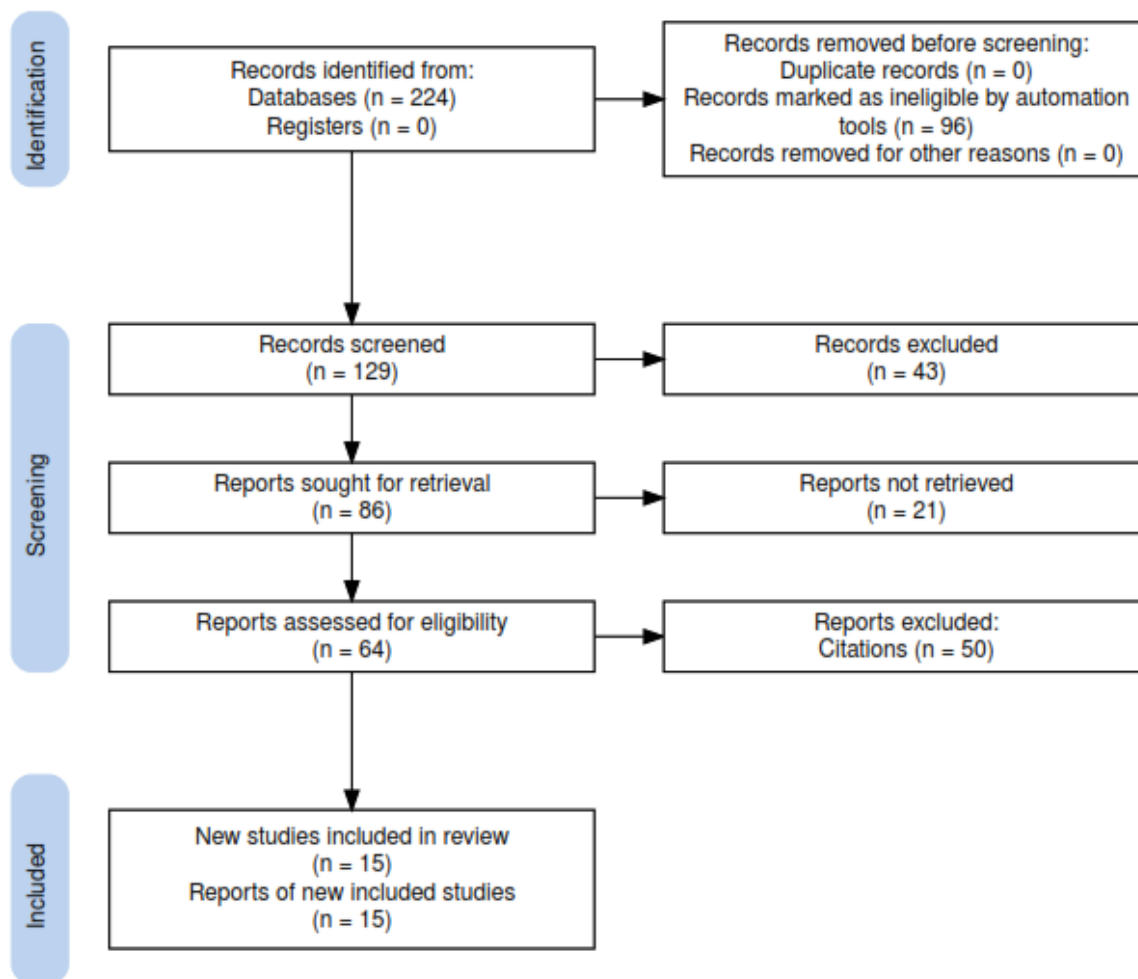 Identification
Records identified from:
Databases (n = 224)
Registers (n = 0)
Records removed before screening:
Duplicate records (n = 0)
Records marked as ineligible by automation
tools (n = 96)
Records removed for other reasons (n = 0)
Screening
Records screened
(n = 129)
Records excluded
(n = 43)
Reports sought for retrieval
(n = 86)
Reports not retrieved
(n = 21)
Reports assessed for eligibility
(n = 64)
Reports excluded:
Citations (n = 50)
Included
New studies included in review
(n = 15)
Reports of new included studies
(n = 15)